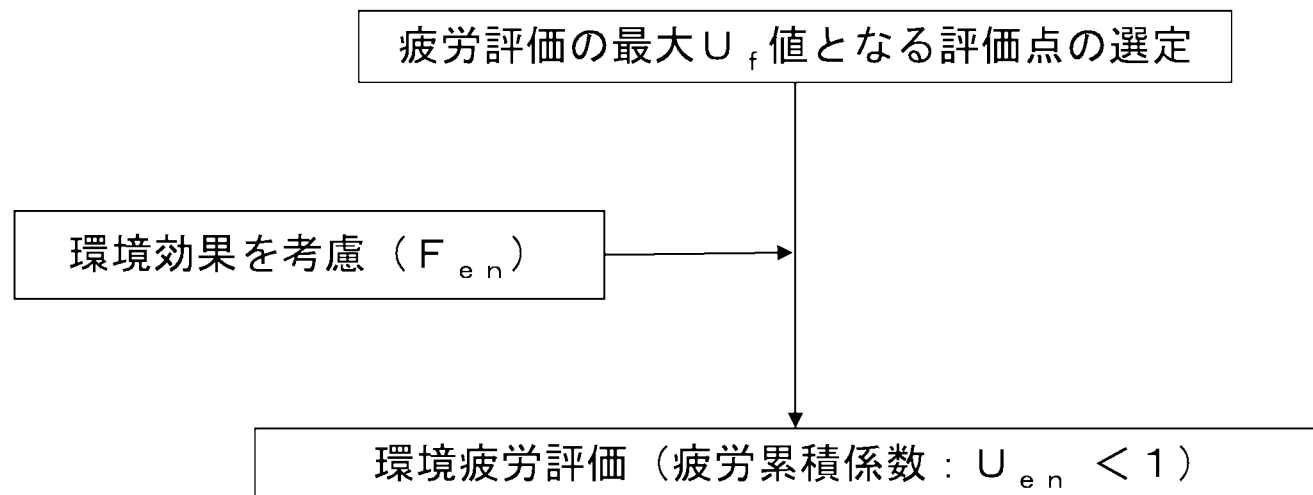 疲労評価の最大Uf値となる評価点の選定
環境効果を考慮（Fen）
環境疲労評価（疲労累積係数：Uen ＜1）